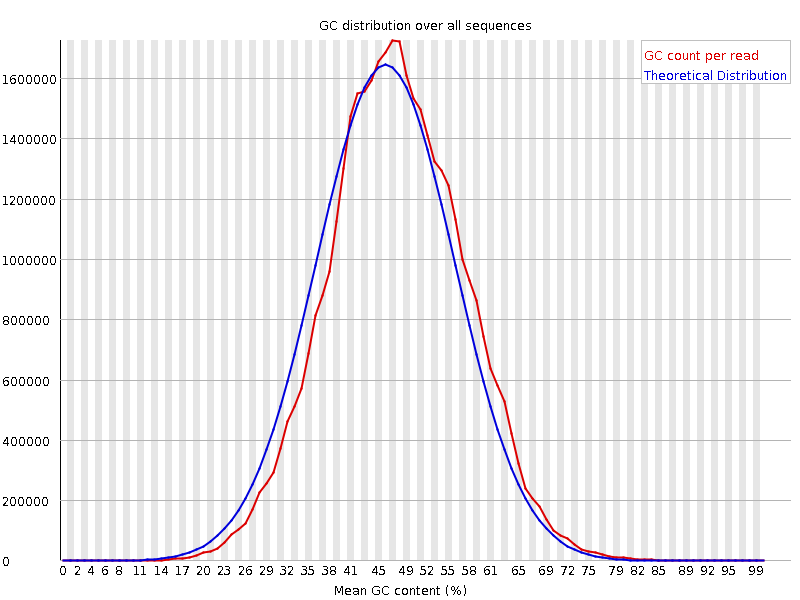 GC distribution over all sequences
GC count per read
Theoretical Distribution
1600000
1400000
1200000
1000000
800000
600000
400000
200000
0
0 2 4 6 8 11 14 17 20 23 26 29 32 35 38 41 45 49 52 55 58 61 65 69 72 75 79 82 85 89 92 95 99
Mean GC content (%)